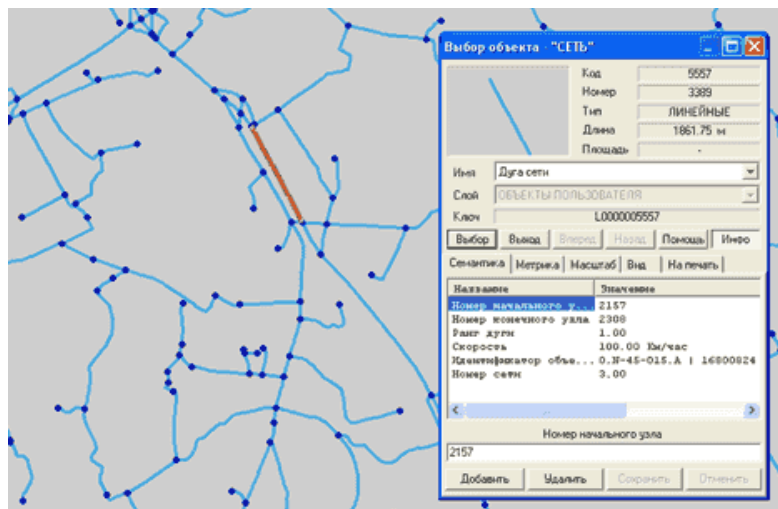 Выбор объекта - "СЕТЬ"
Код 5557
Номер 3389
Тип ЛИНЕЙНЫЕ
Длина 1861.75 м
Площадь -
Имя Дуга сети
Слой ОБЪЕКТЫ ПОЛЬЗОВАТЕЛЯ
Ключ L0000005557
Выбор Выход Вперед Назад Помощь Инфо
Семантика Метрика Масштаб Вид На печать
Название Значение
Номер начального у... 2157
Номер конечного узла 2308
Ранг дуги 1.00
Скорость 100.00 Км/час
Идентификатор объе... 0.N-45-015.A | 16800824
Номер сети 3.00
Номер начального узла
2157
Добавить Удалить Сохранить Отменить